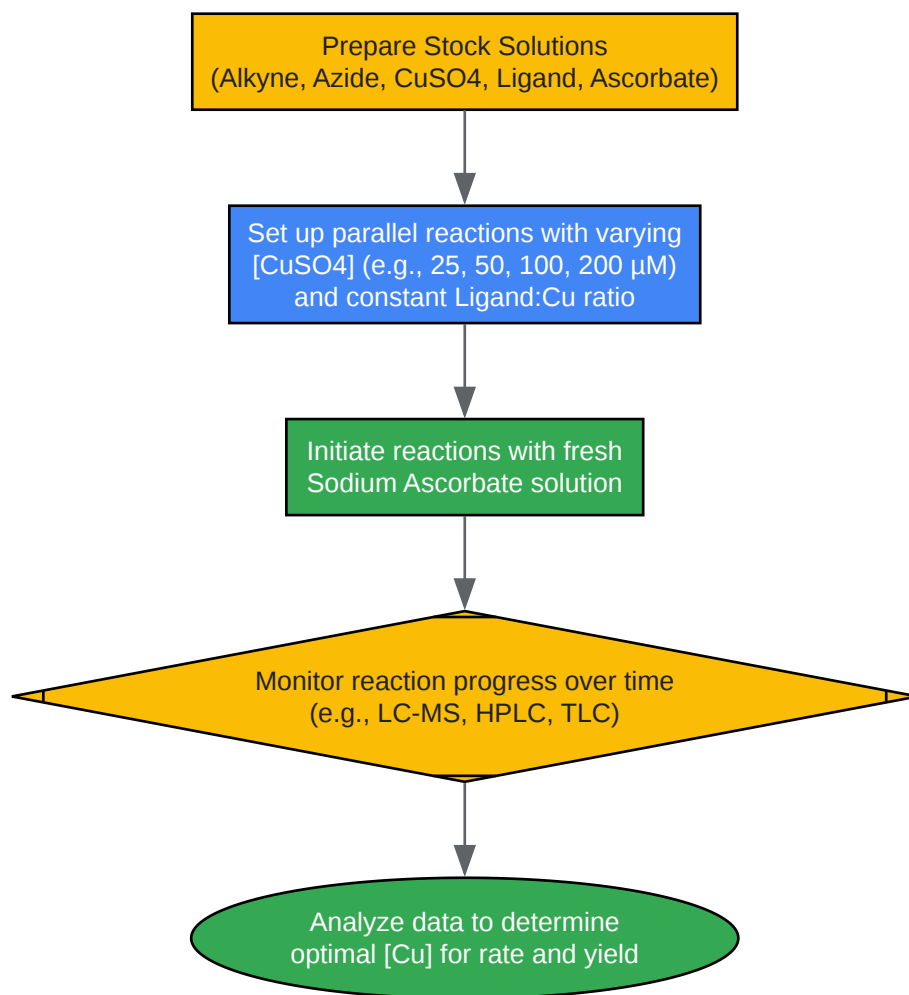 Prepare Stock Solutions
(Alkyne, Azide, CuSO4, Ligand, Ascorbate)
Set up parallel reactions with varying
[CuSO4] (e.g., 25, 50, 100, 200 µM)
and constant Ligand:Cu ratio
Initiate reactions with fresh
Sodium Ascorbate solution
Monitor reaction progress over time
(e.g., LC-MS, HPLC, TLC)
Analyze data to determine
optimal [Cu] for rate and yield